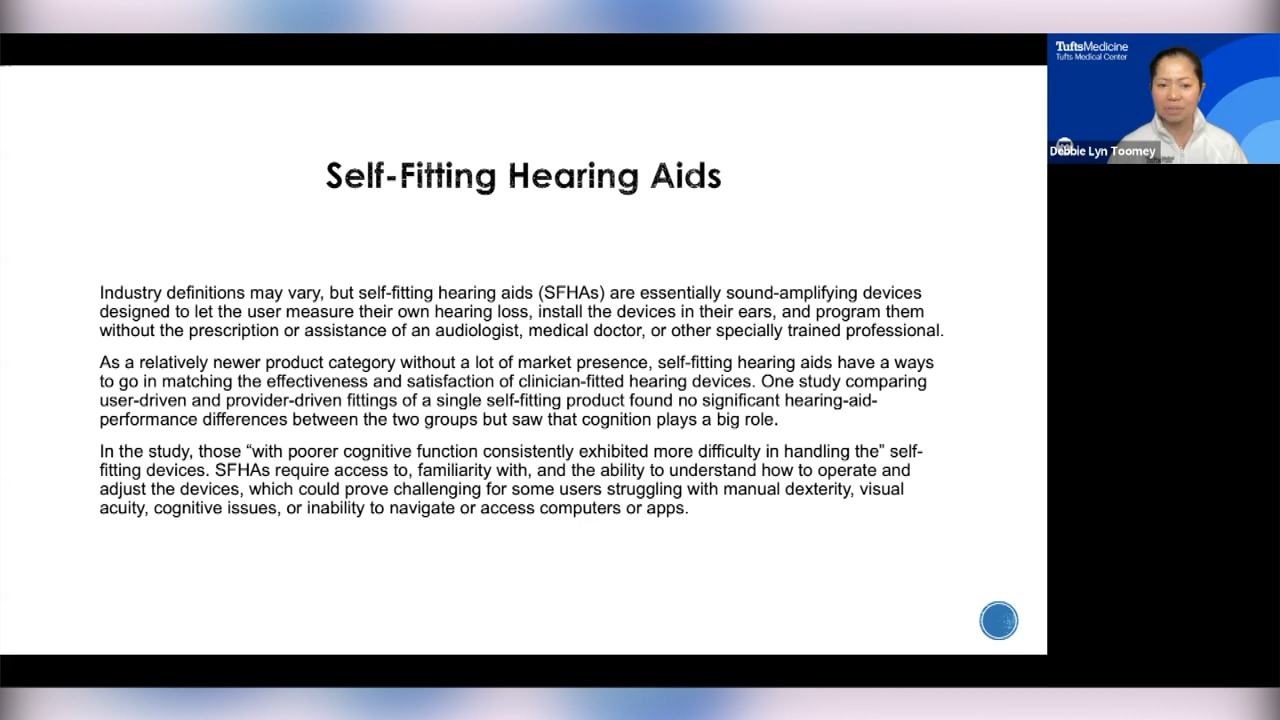 Self-Fitting Hearing Aids
Industry definitions may vary, but self-fitting hearing aids (SFHAs) are essentially sound-amplifying devices
designed to let the user measure their own hearing loss, install the devices in their ears, and program them
without the prescription or assistance of an audiologist, medical doctor, or other specially trained professional.
As a relatively newer product category without a lot of market presence, self-fitting hearing aids have a ways
to go in matching the effectiveness and satisfaction of clinician-fitted hearing devices. One study comparing
user-driven and provider-driven fittings of a single self-fitting product found no significant hearing-aid-
performance differences between the two groups but saw that cognition plays a big role.
In the study, those “with poorer cognitive function consistently exhibited more difficulty in handling the” self-
fitting devices. SFHAs require access to, familiarity with, and the ability to understand how to operate and
adjust the devices, which could prove challenging for some users struggling with manual dexterity, visual
acuity, cognitive issues, or inability to navigate or access computers or apps.
TuftsMedicine
Tufts Medical Center
Debbie Lyn Toomey